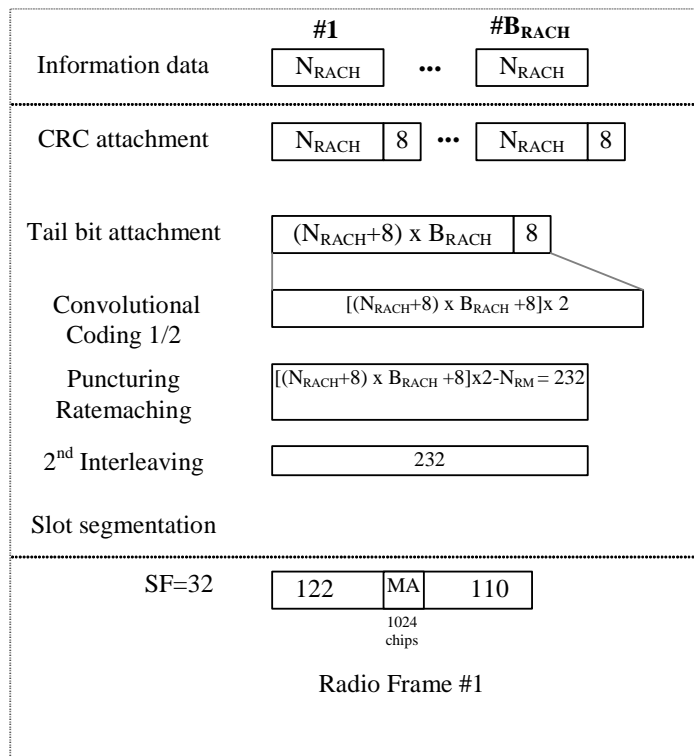 #1 #B_RACH
Information data N_RACH ... N_RACH
CRC attachment N_RACH 8 ... N_RACH 8
Tail bit attachment (N_RACH+8) x B_RACH 8
Convolutional
Coding 1/2
[(N_RACH+8) x B_RACH +8]x 2
Puncturing
Ratemaching
[(N_RACH+8) x B_RACH +8]x2-N_RM = 232
2nd Interleaving 232
Slot segmentation
SF=32 122 MA 110
1024
chips
Radio Frame #1